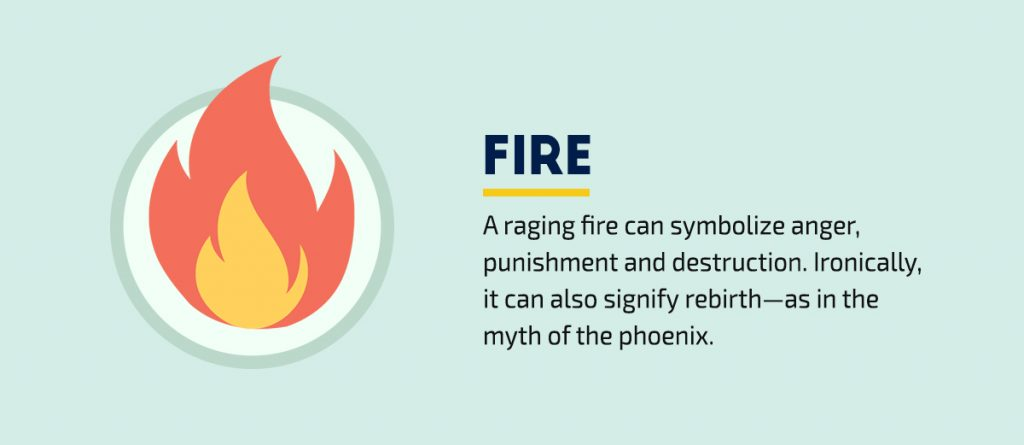 FIRE
A raging fire can symbolize anger,
punishment and destruction. Ironically,
it can also signify rebirth—as in the
myth of the phoenix.